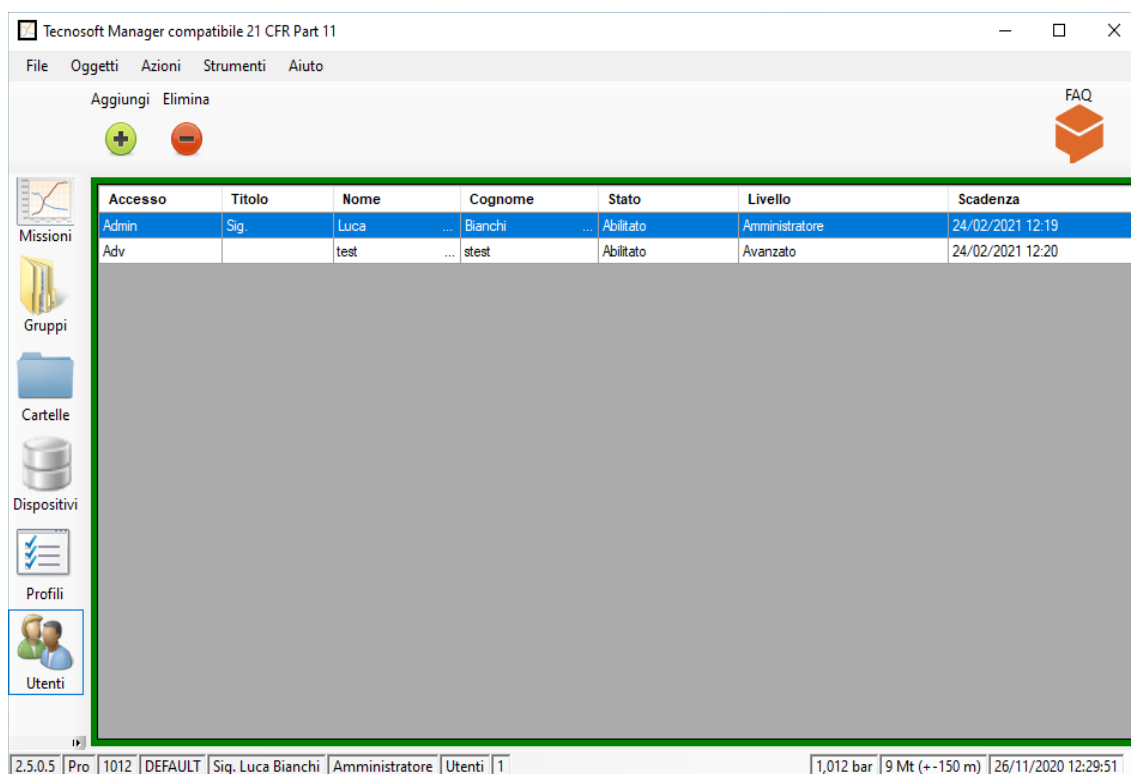 Tecnosoft Manager compatibile 21 CFR Part 11
File Oggetti Azioni Strumenti Aiuto
Aggiungi Elimina FAQ
Accesso Titolo Nome Cognome Stato Livello Scadenza
Admin Sig. Luca ... Bianchi ... Abilitato Amministratore 24/02/2021 12:19
Adv test ... stest Abilitato Avanzato 24/02/2021 12:20
Missioni
Gruppi
Cartelle
Dispositivi
Profili
Utenti
2.5.0.5 Pro 1012 DEFAULT Sig. Luca Bianchi Amministratore Utenti 1 1,012 bar 9 Mt (+-150 m) 26/11/2020 12:29:51